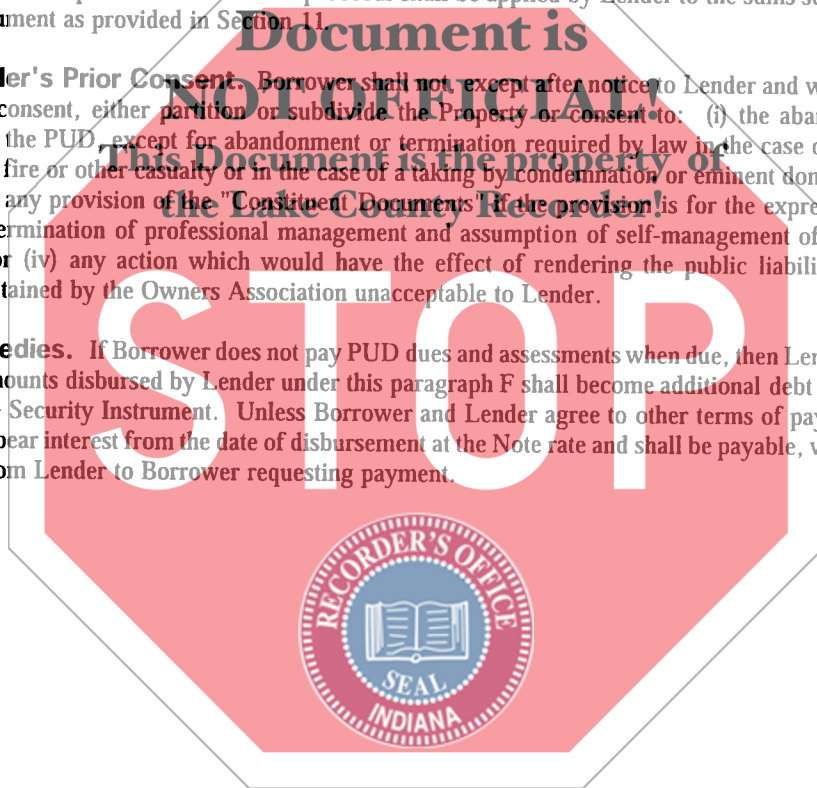 ument as provided in Section 11.
Document is
ler's Prior Consent. Borrower shall not, except after notice to Lender and w
NOT OFFICIAL!
consent, either partition or subdivide the Property or consent to: (i) the aba
the PUD, except for abandonment or termination required by law in the case o
This Document is the property of
fire or other casualty or in the case of a taking by condemnation or eminent don
the Lake County Recorder!
any provision of the "Constituent Documents" if the provision is for the expre
ermination of professional management and assumption of self-management of
or (iv) any action which would have the effect of rendering the public liabili
tained by the Owners Association unacceptable to Lender.
STOP
edies. If Borrower does not pay PUD dues and assessments when due, then Len
ounts disbursed by Lender under this paragraph F shall become additional debt
Security Instrument. Unless Borrower and Lender agree to other terms of pay
bear interest from the date of disbursement at the Note rate and shall be payable, w
om Lender to Borrower requesting payment.
RECORDER'S OFFICE
SEAL
INDIANA